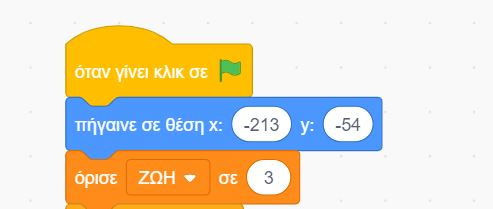 όταν γίνει κλικ σε
πήγαινε σε θέση x: -213 y: -54
όρισε ΖΩΗ σε 3